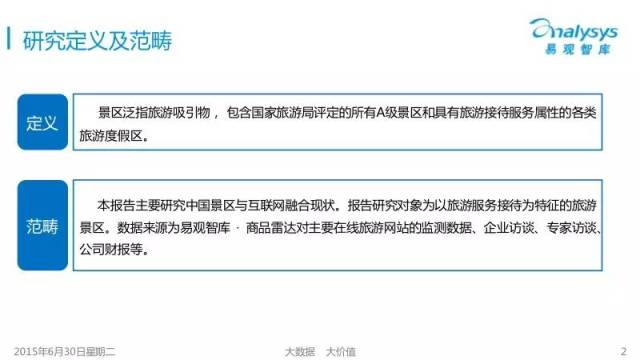 研究定义及范畴
analysys
易观智库
定义
景区泛指旅游吸引物，包含国家旅游局评定的所有A级景区和具有旅游接待服务属性的各类
旅游度假区。
范畴
本报告主要研究中国景区与互联网融合现状。报告研究对象为以旅游服务接待为特征的旅游
景区。数据来源为易观智库·商品雷达对主要在线旅游网站的监测数据、企业访谈、专家访谈、
公司财报等。
2015年6月30日星期二
大数据 大价值
2